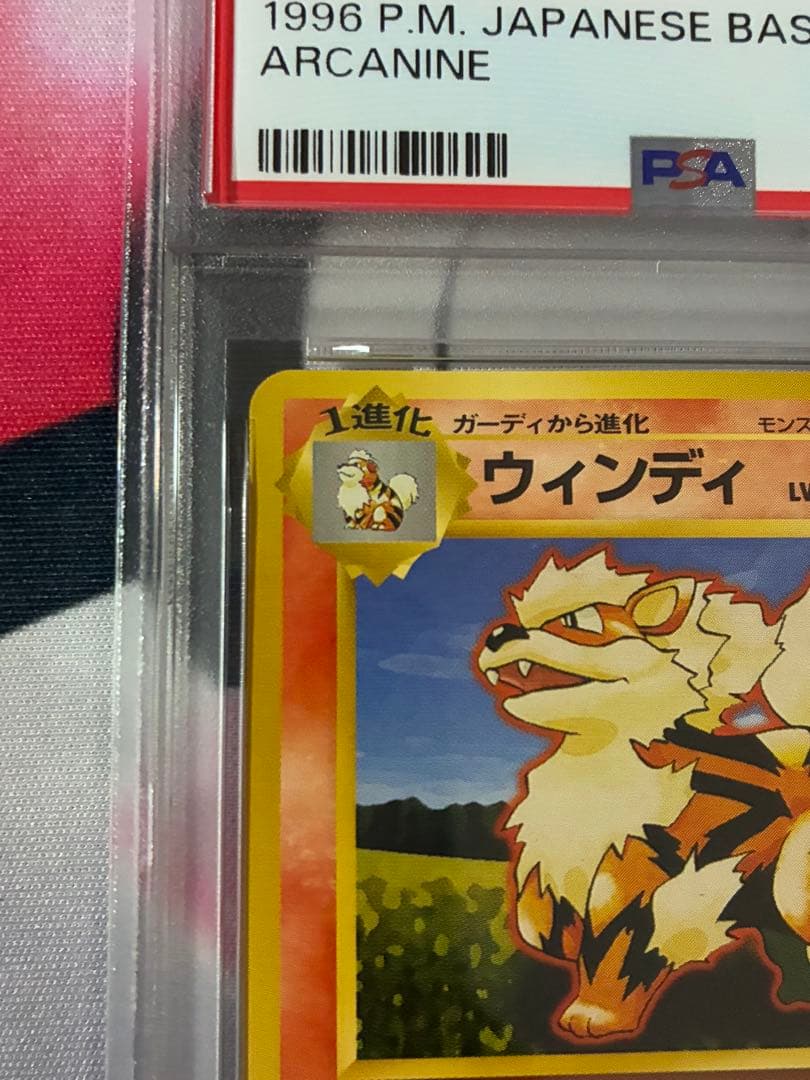 1996 P.M. JAPANESE BAS
ARCANINE
PSA
1進化 ガーディから進化 モンス
ウィンディ LV